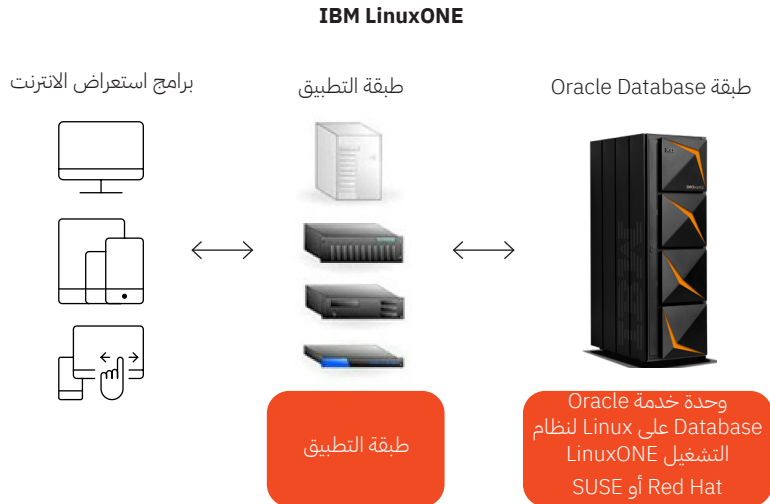 IBM LinuxONE
برامج استعراض الانترنت
طبقة التطبيق
طبقة Oracle Database
طبقة التطبيق
وحدة خدمة Oracle
Database على Linux لنظام
التشغيل LinuxONE
Red Hat أو SUSE